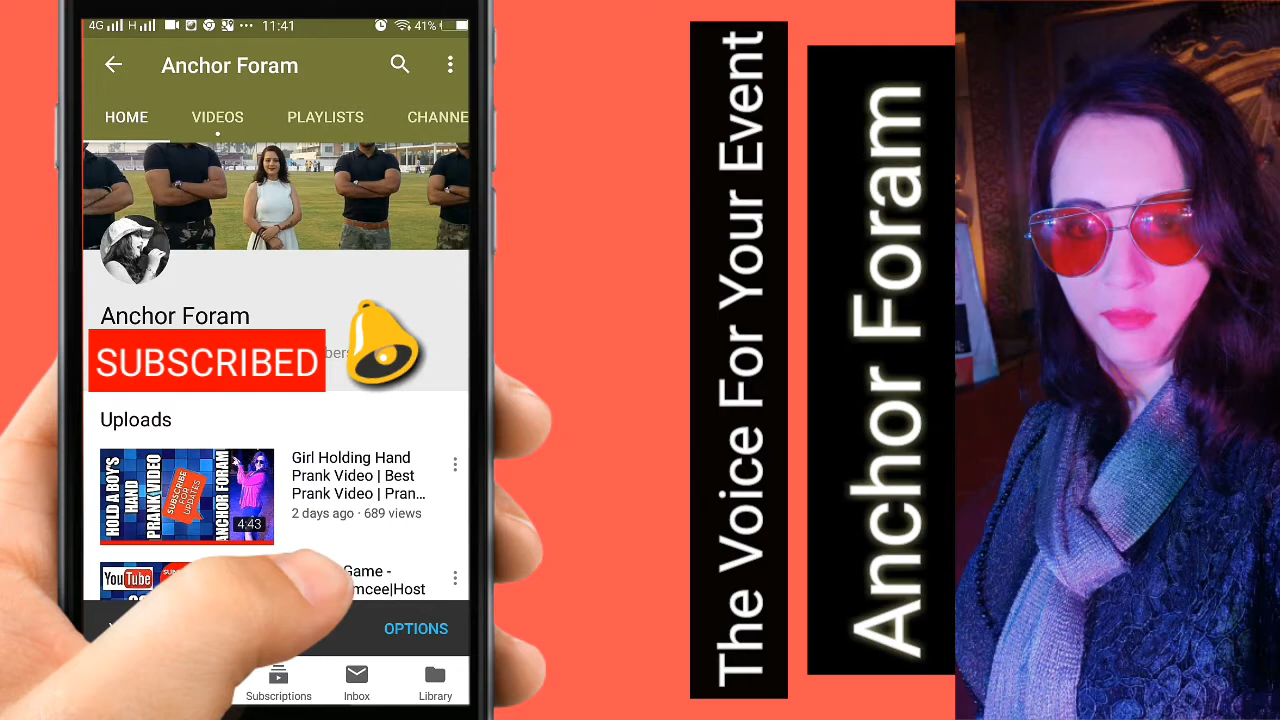 4G H 11:41 41%
Anchor Foram
HOME VIDEOS PLAYLISTS CHANNE
Anchor Foram
SUBSCRIBED
Uploads
HOLD A BOY'S
HAND
PRANK VIDEO
SUBSCRIBE
FOR
UPDATES
ANCHOR FORAM
4:43
Girl Holding Hand
Prank Video | Best
Prank Video | Pran...
2 days ago · 689 views
YouTube
Game -
mcee|Host
OPTIONS
Subscriptions Inbox Library
The Voice For Your Event
Anchor Foram